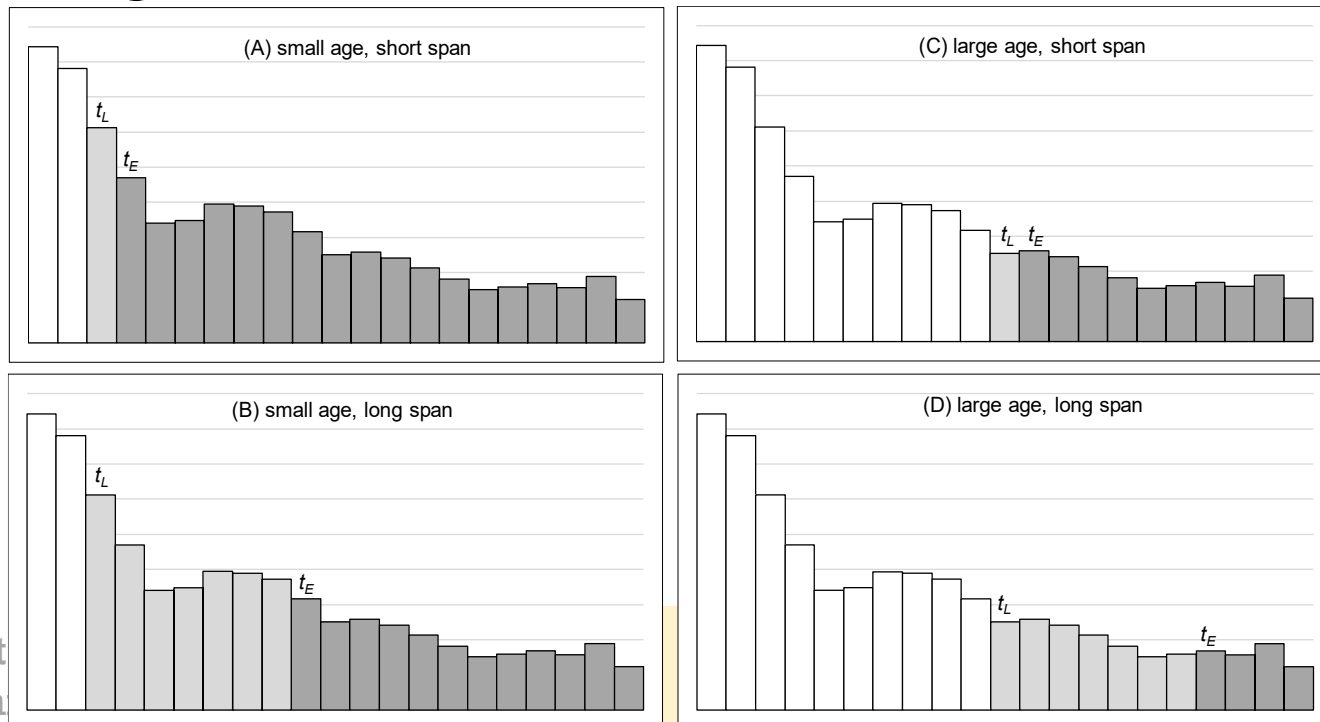 (A) small age, short span
t_L
t_E
(C) large age, short span
t_L t_E
(B) small age, long span
t_L
t_E
(D) large age, long span
t_L
t_E